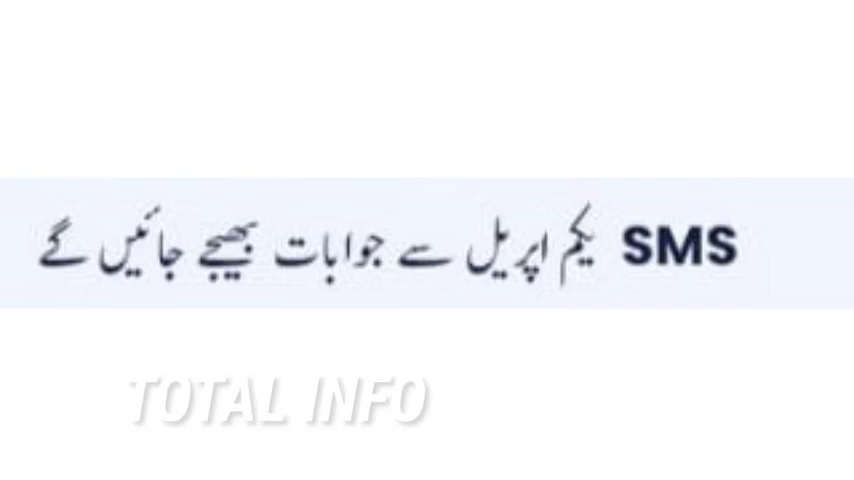 SMS یکم اپریل سے جوابات بھیجے جائیں گے
TOTAL INFO